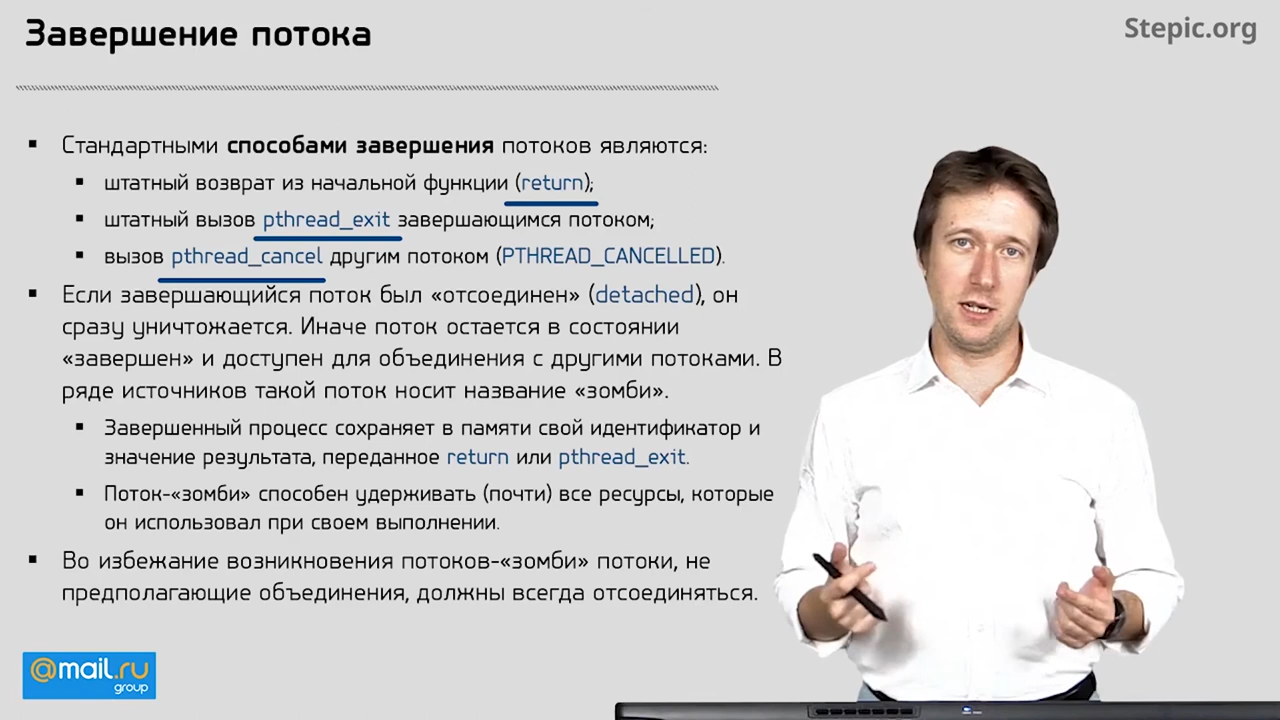 Завершение потока
Stepic.org
▪ Стандартными способами завершения потоков являются:
▪ штатный возврат из начальной функции (return);
▪ штатный вызов pthread_exit завершающимся потоком;
▪ вызов pthread_cancel другим потоком (PTHREAD_CANCELLED).
▪ Если завершающийся поток был «отсоединен» (detached), он
сразу уничтожается. Иначе поток остается в состоянии
«завершен» и доступен для объединения с другими потоками. В
ряде источников такой поток носит название «зомби».
▪ Завершенный процесс сохраняет в памяти свой идентификатор и
значение результата, переданное return или pthread_exit.
▪ Поток-«зомби» способен удерживать (почти) все ресурсы, которые
он использовал при своем выполнении.
▪ Во избежание возникновения потоков-«зомби» потоки, не
предполагающие объединения, должны всегда отсоединяться.
@mail.ru
group